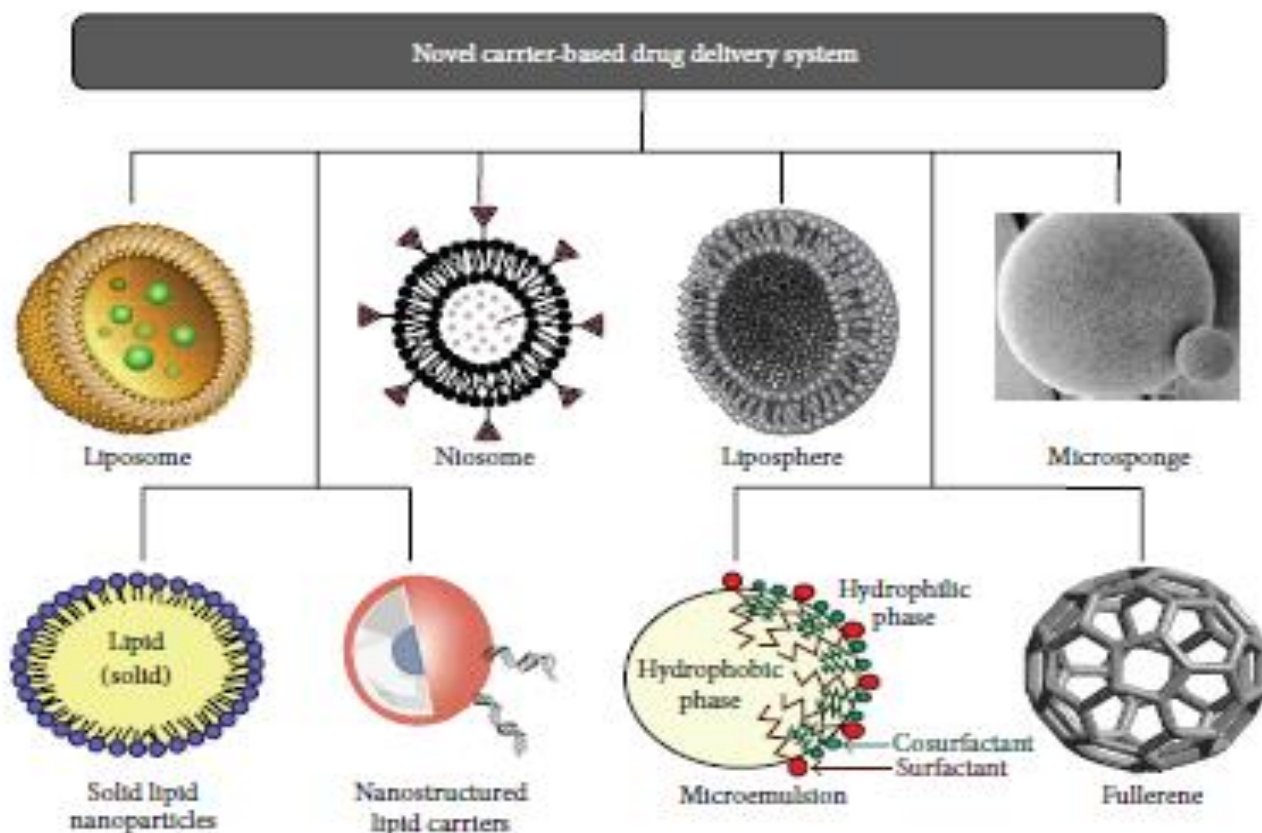 Novel carrier-based drug delivery system
Liposome
Niosome
Liposphere
Microsponge
Lipid
(solid)
Solid lipid
nanoparticles
Nanostructured
lipid carriers
Hydrophilic
phase
Hydrophobic
phase
Cosurfactant
Surfactant
Microemulsion
Fullerene